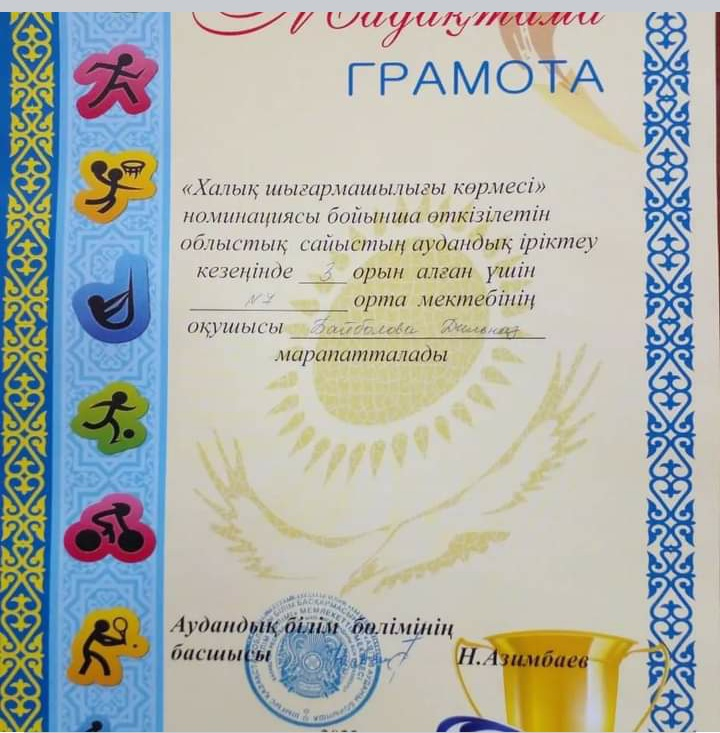 Мадақтама
ГРАМОТА
«Халық шығармашылығы көрмесі»
номинациясы бойынша өткізілетін
облыстық сайыстың аудандық іріктеу
кезеңінде 3 орын алған үшін
№7 орта мектебінің
оқушысы Байболова Дильназ
марапатталады
Аудандық білім бөлімінің
басшысы Н.Азимбаев